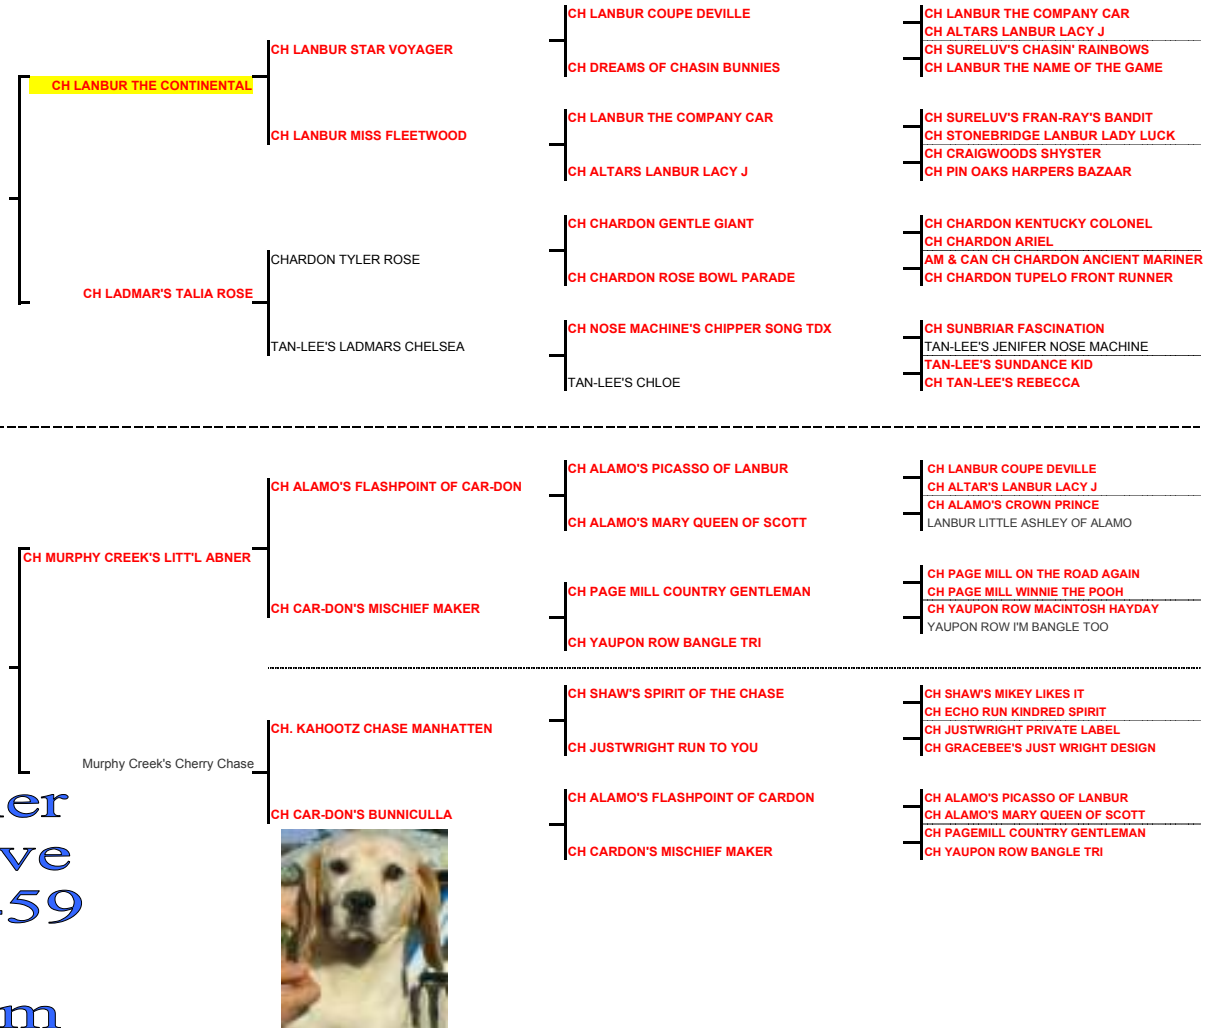 CH LANBUR COUPE DEVILLE
CH LANBUR THE COMPANY CAR
CH ALTARS LANBUR LACY J
CH LANBUR STAR VOYAGER
CH SURELUV'S CHASIN' RAINBOWS
CH DREAMS OF CHASIN BUNNIES
CH LANBUR THE NAME OF THE GAME
CH LANBUR THE CONTINENTAL
CH LANBUR THE COMPANY CAR
CH SURELUV'S FRAN-RAY'S BANDIT
CH LANBUR MISS FLEETWOOD
CH STONEBRIDGE LANBUR LADY LUCK
CH CRAIGWOODS SHYSTER
CH ALTARS LANBUR LACY J
CH PIN OAKS HARPERS BAZAAR
CH CHARDON GENTLE GIANT
CH CHARDON KENTUCKY COLONEL
CH CHARDON ARIEL
CHARDON TYLER ROSE
AM & CAN CH CHARDON ANCIENT MARINER
CH CHARDON ROSE BOWL PARADE
CH CHARDON TUPELO FRONT RUNNER
CH LADMAR'S TALIA ROSE
CH NOSE MACHINE'S CHIPPER SONG TDX
CH SUNBRIAR FASCINATION
TAN-LEE'S LADMARS CHELSEA
TAN-LEE'S JENIFER NOSE MACHINE
TAN-LEE'S SUNDANCE KID
TAN-LEE'S CHLOE
CH TAN-LEE'S REBECCA
CH ALAMO'S PICASSO OF LANBUR
CH LANBUR COUPE DEVILLE
CH ALAMO'S FLASHPOINT OF CAR-DON
CH ALTAR'S LANBUR LACY J
CH ALAMO'S CROWN PRINCE
CH ALAMO'S MARY QUEEN OF SCOTT
LANBUR LITTLE ASHLEY OF ALAMO
CH MURPHY CREEK'S LITT'L ABNER
CH PAGE MILL ON THE ROAD AGAIN
CH PAGE MILL COUNTRY GENTLEMAN
CH PAGE MILL WINNIE THE POOH
CH CAR-DON'S MISCHIEF MAKER
CH YAUPON ROW MACINTOSH HAYDAY
YAUPON ROW I'M BANGLE TOO
CH YAUPON ROW BANGLE TRI
CH SHAW'S SPIRIT OF THE CHASE
CH SHAW'S MIKEY LIKES IT
CH ECHO RUN KINDRED SPIRIT
CH. KAHOOTZ CHASE MANHATTEN
CH JUSTWRIGHT PRIVATE LABEL
CH JUSTWRIGHT RUN TO YOU
CH GRACEBEE'S JUST WRIGHT DESIGN
Murphy Creek's Cherry Chase
CH ALAMO'S FLASHPOINT OF CARDON
CH ALAMO'S PICASSO OF LANBUR
CH CAR-DON'S BUNNICULLA
CH ALAMO'S MARY QUEEN OF SCOTT
CH PAGEMILL COUNTRY GENTLEMAN
CH CARDON'S MISCHIEF MAKER
CH YAUPON ROW BANGLE TRI
er
ve
59
m